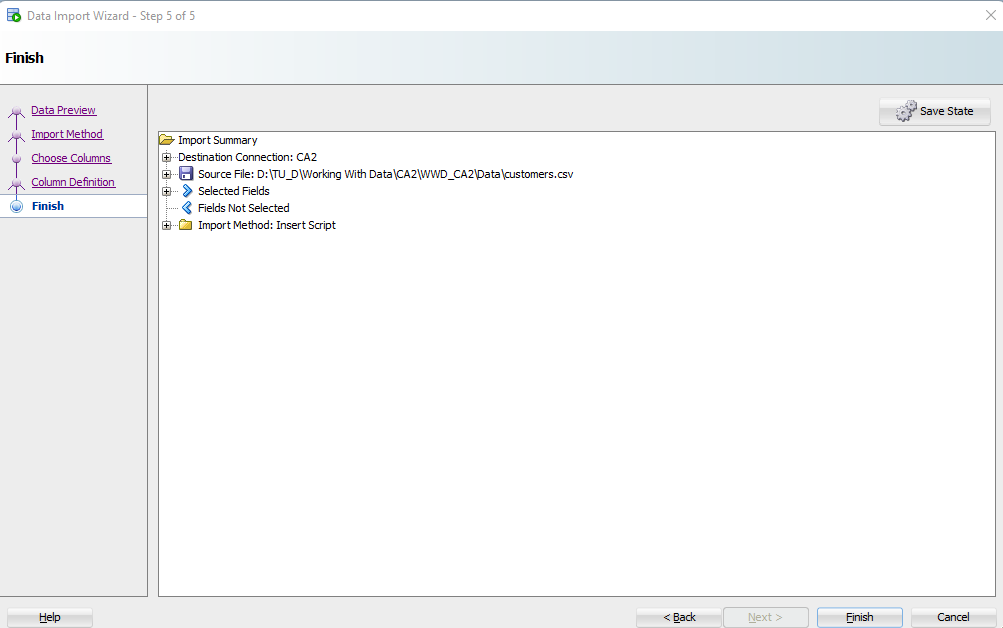 Data Import Wizard - Step 5 of 5
Finish
Data Preview
Import Method
Choose Columns
Column Definition
Finish
Save State
Import Summary
Destination Connection: CA2
Source File: D:\TU_D\Working With Data\CA2\WWD_CA2\Data\customers.csv
Selected Fields
Fields Not Selected
Import Method: Insert Script
Help
< Back
Next >
Finish
Cancel